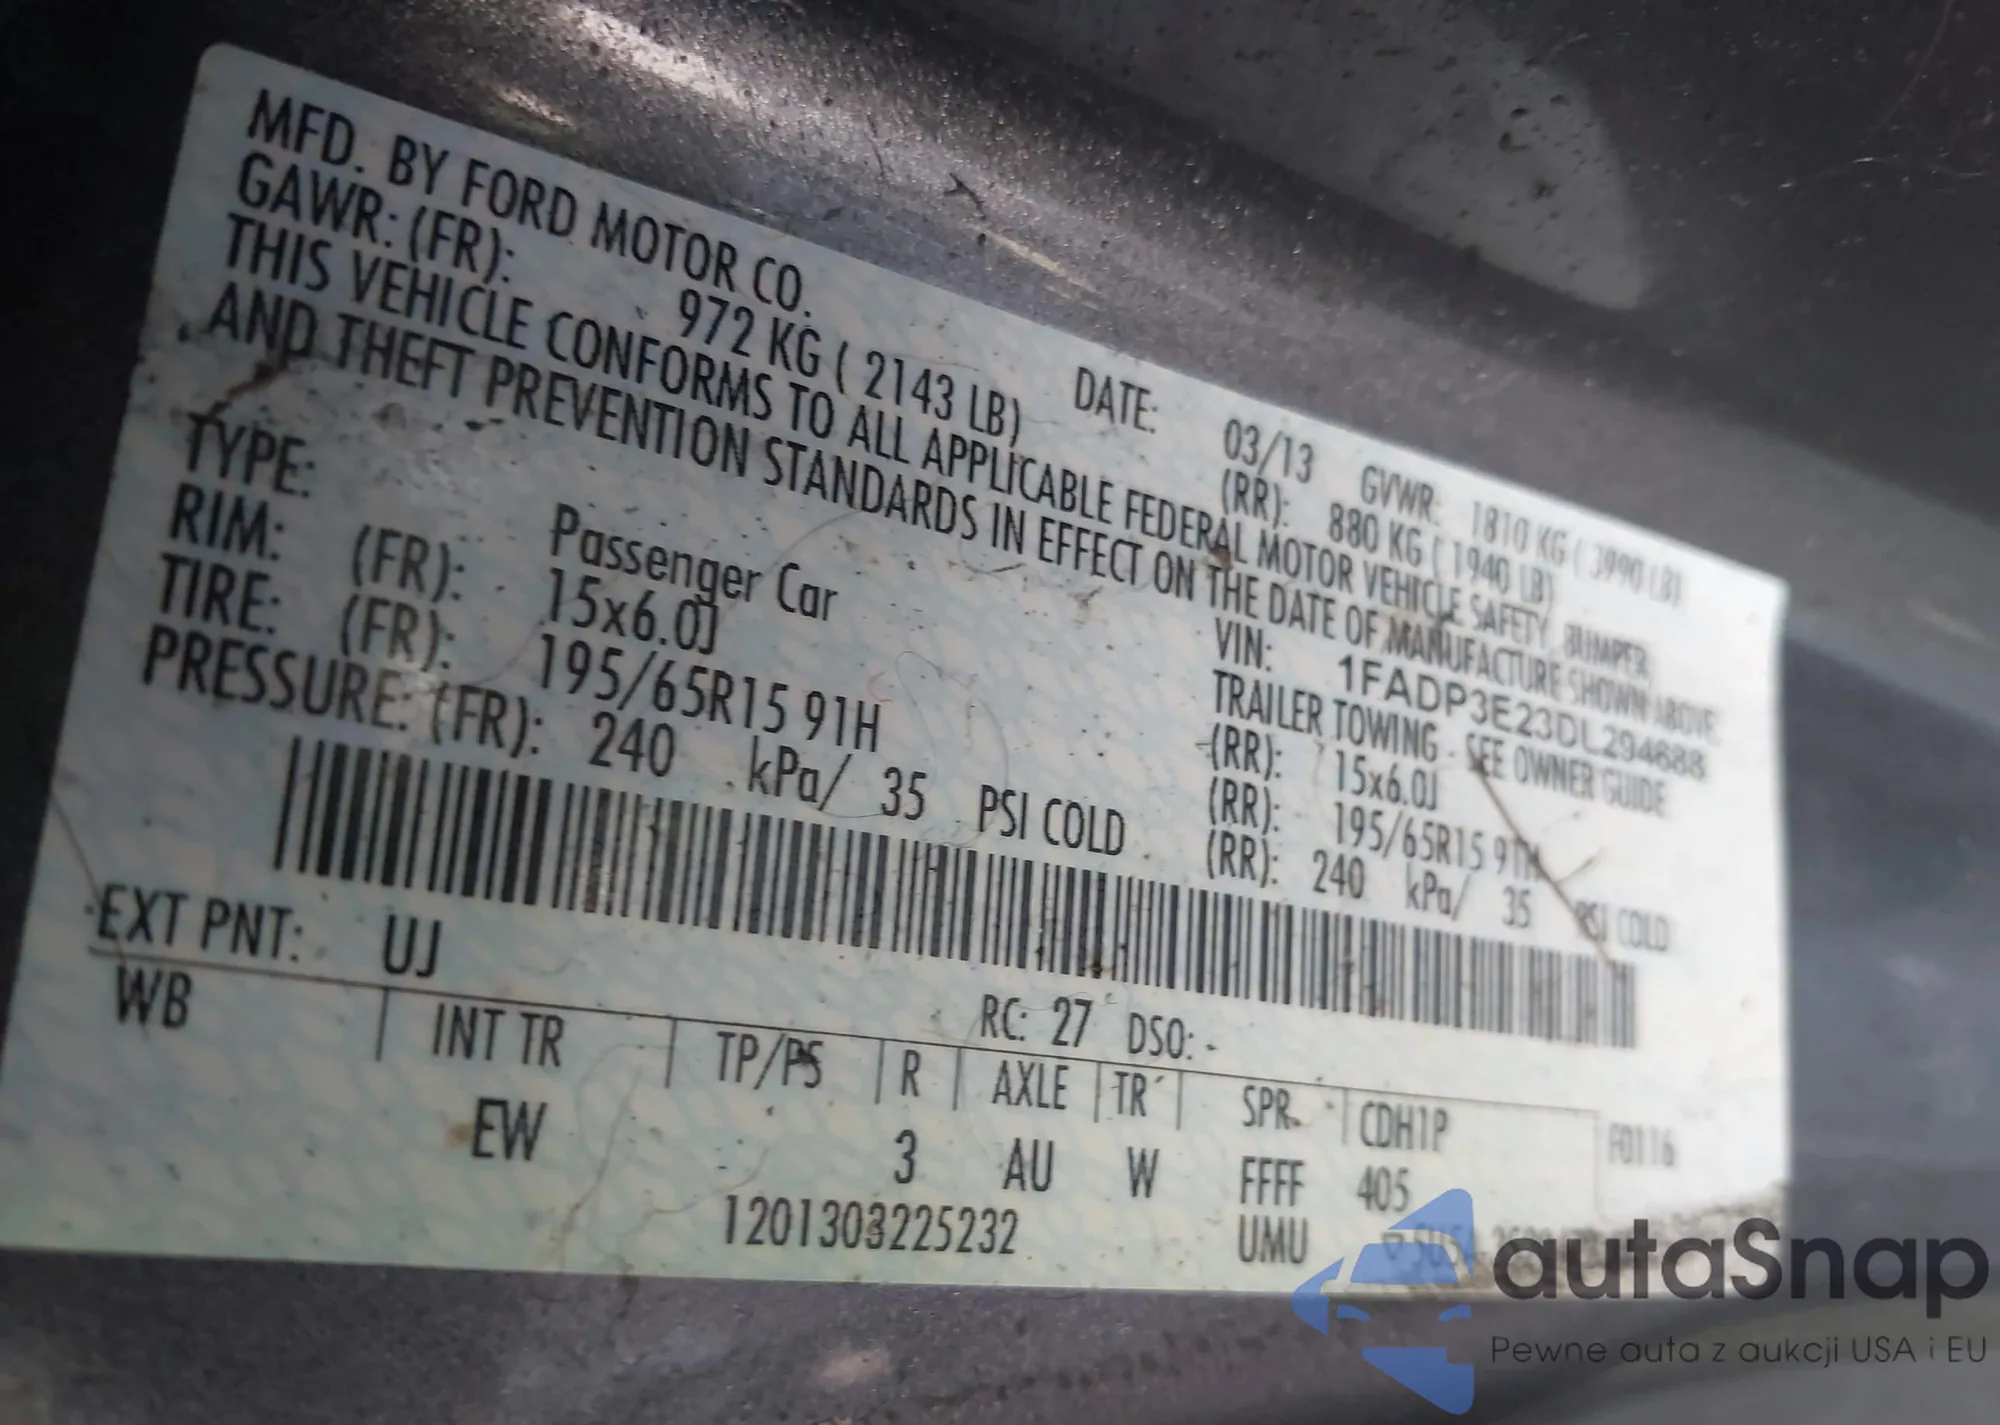 MFD. BY FORD MOTOR CO.
DATE: 03/13 GVWR: 1810 KG ( 3990 LB)
GAWR: (FR): 972 KG ( 2143 LB) (RR): 880 KG ( 1940 LB)
THIS VEHICLE CONFORMS TO ALL APPLICABLE FEDERAL MOTOR VEHICLE SAFETY, BUMPER,
AND THEFT PREVENTION STANDARDS IN EFFECT ON THE DATE OF MANUFACTURE SHOWN ABOVE
VIN: 1FADP3E23DL294688
TYPE: Passenger Car TRAILER TOWING - SEE OWNER GUIDE
RIM: (FR): 15x6.0J (RR): 15x6.0J
TIRE: (FR): 195/65R15 91H (RR): 195/65R15 91H
PRESSURE: (FR): 240 kPa/ 35 PSI COLD (RR): 240 kPa/ 35 PSI COLD
EXT PNT: UJ RC: 27 DSO: -
WB INT TR TP/PS R AXLE TR SPR CDH1P F0116
EW 3 AU W FFFF 405
1201303225232 UMU
autaSnap
Pewne auta z aukcji USA i EU